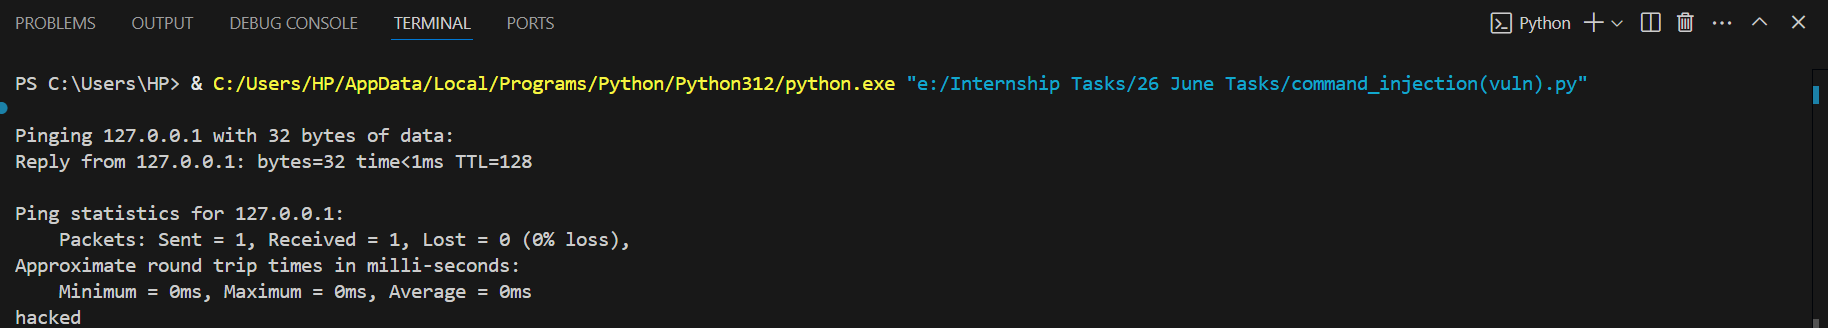 PROBLEMS OUTPUT DEBUG CONSOLE TERMINAL PORTS Python
PS C:\Users\HP> & C:/Users/HP/AppData/Local/Programs/Python/Python312/python.exe "e:/Internship Tasks/26 June Tasks/command_injection(vuln).py"
Pinging 127.0.0.1 with 32 bytes of data:
Reply from 127.0.0.1: bytes=32 time<1ms TTL=128
Ping statistics for 127.0.0.1:
    Packets: Sent = 1, Received = 1, Lost = 0 (0% loss),
Approximate round trip times in milli-seconds:
    Minimum = 0ms, Maximum = 0ms, Average = 0ms
hacked